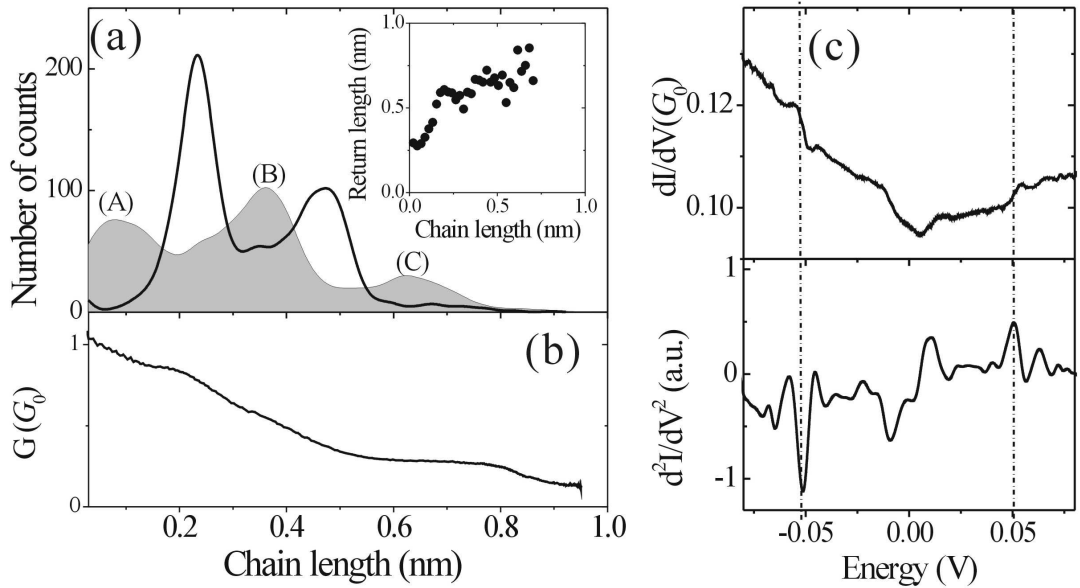 (a)
Number of counts
200
100
0
(A)
(B)
(C)
Return length (nm)
1.0
0.5
0.0
0.0 0.5 1.0
Chain length (nm)
(b)
G (G₀)
1
0
0.2 0.4 0.6 0.8 1.0
Chain length (nm)
(c)
dI/dV(G₀)
0.12
0.10
d²I/dV² (a.u.)
1
0
-1
-0.05 0.00 0.05
Energy (V)